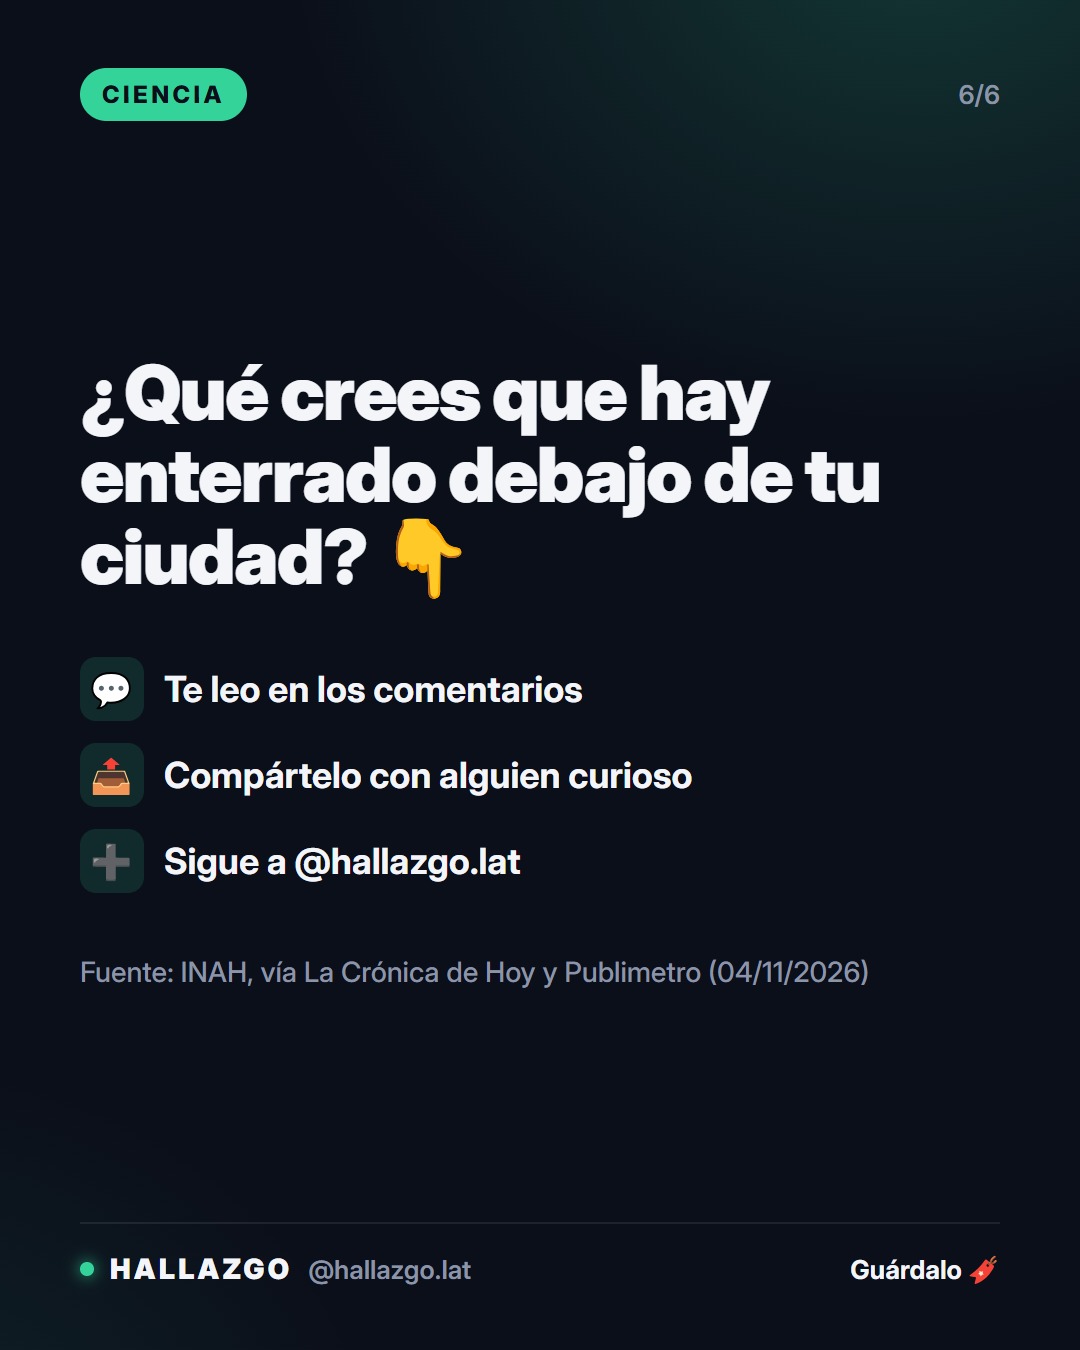 CIENCIA
6/6
¿Qué crees que hay
enterrado debajo de tu
ciudad? 👇
Te leo en los comentarios
Compártelo con alguien curioso
Sigue a @hallazgo.lat
Fuente: INAH, vía La Crónica de Hoy y Publimetro (04/11/2026)
HALLAZGO @hallazgo.lat
Guárdalo